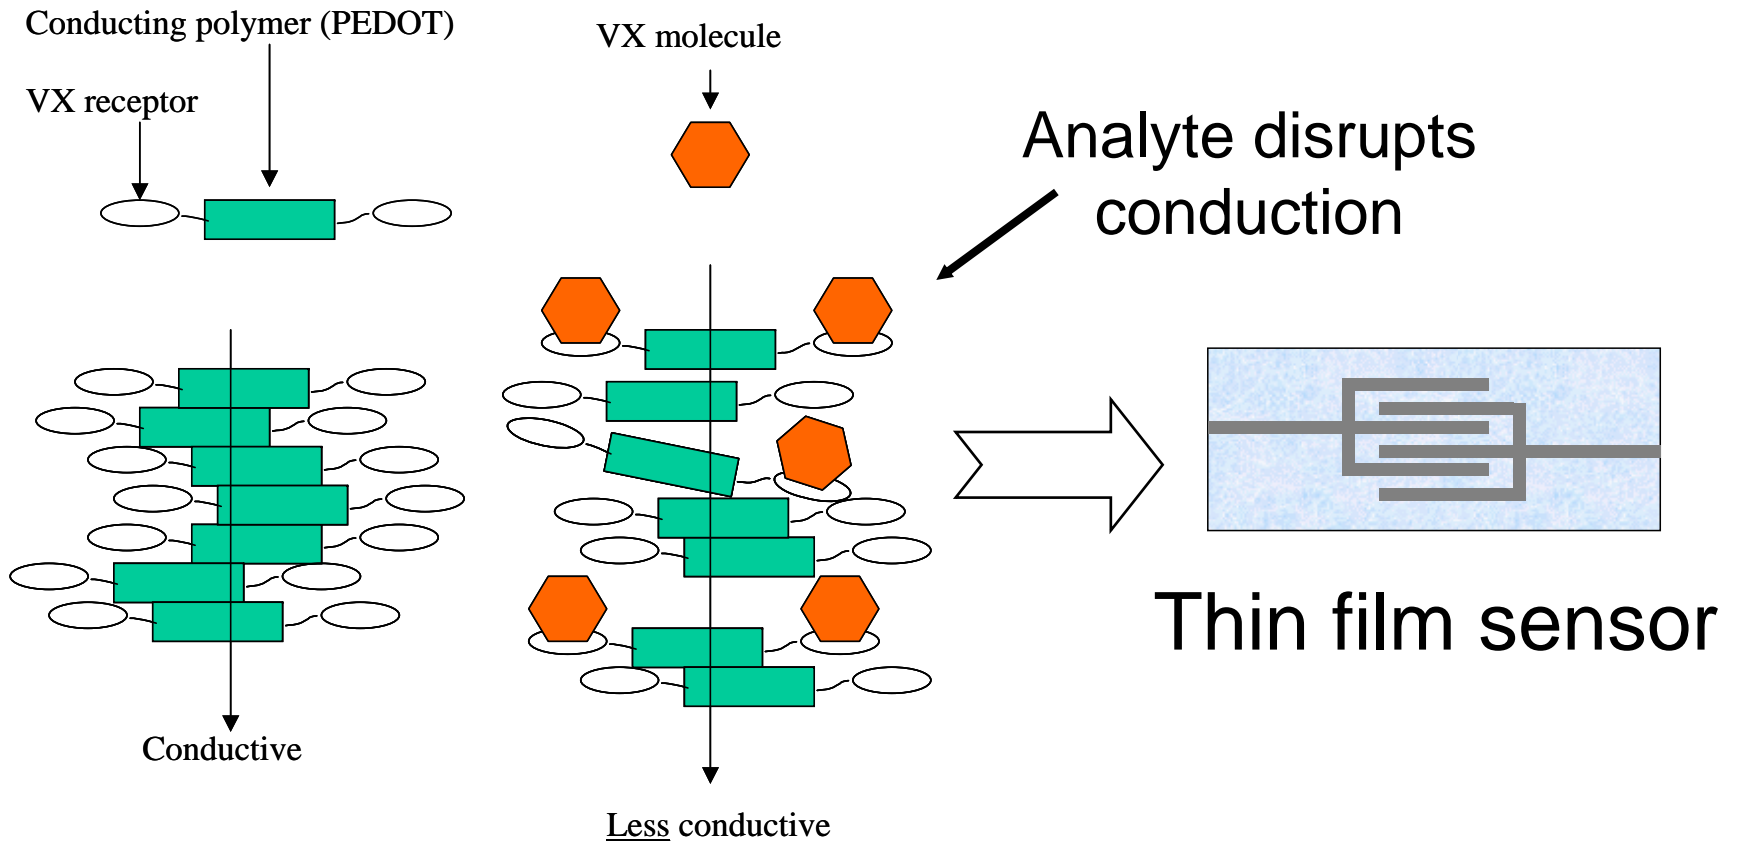 Conducting polymer (PEDOT)
VX receptor
Conductive
VX molecule
Less conductive
Analyte disrupts
conduction
Thin film sensor